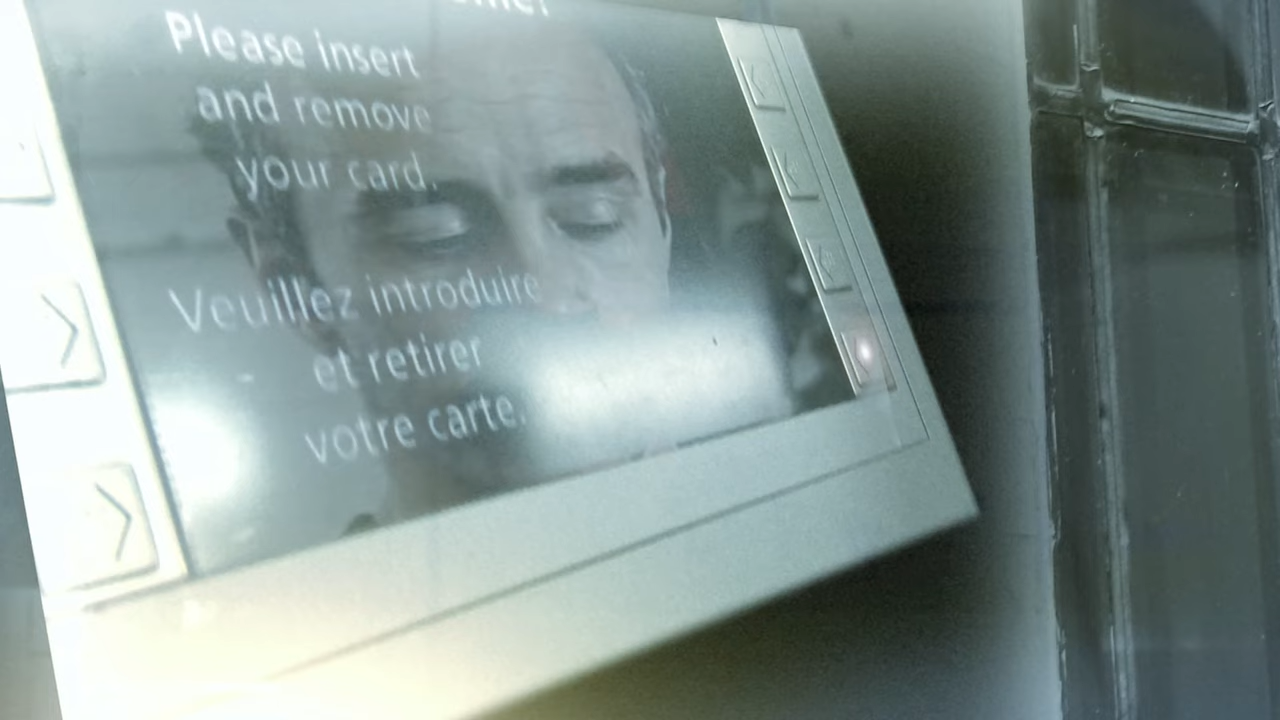 Please insert
and remove
your card.
Veuillez introduire
et retirer
votre carte.